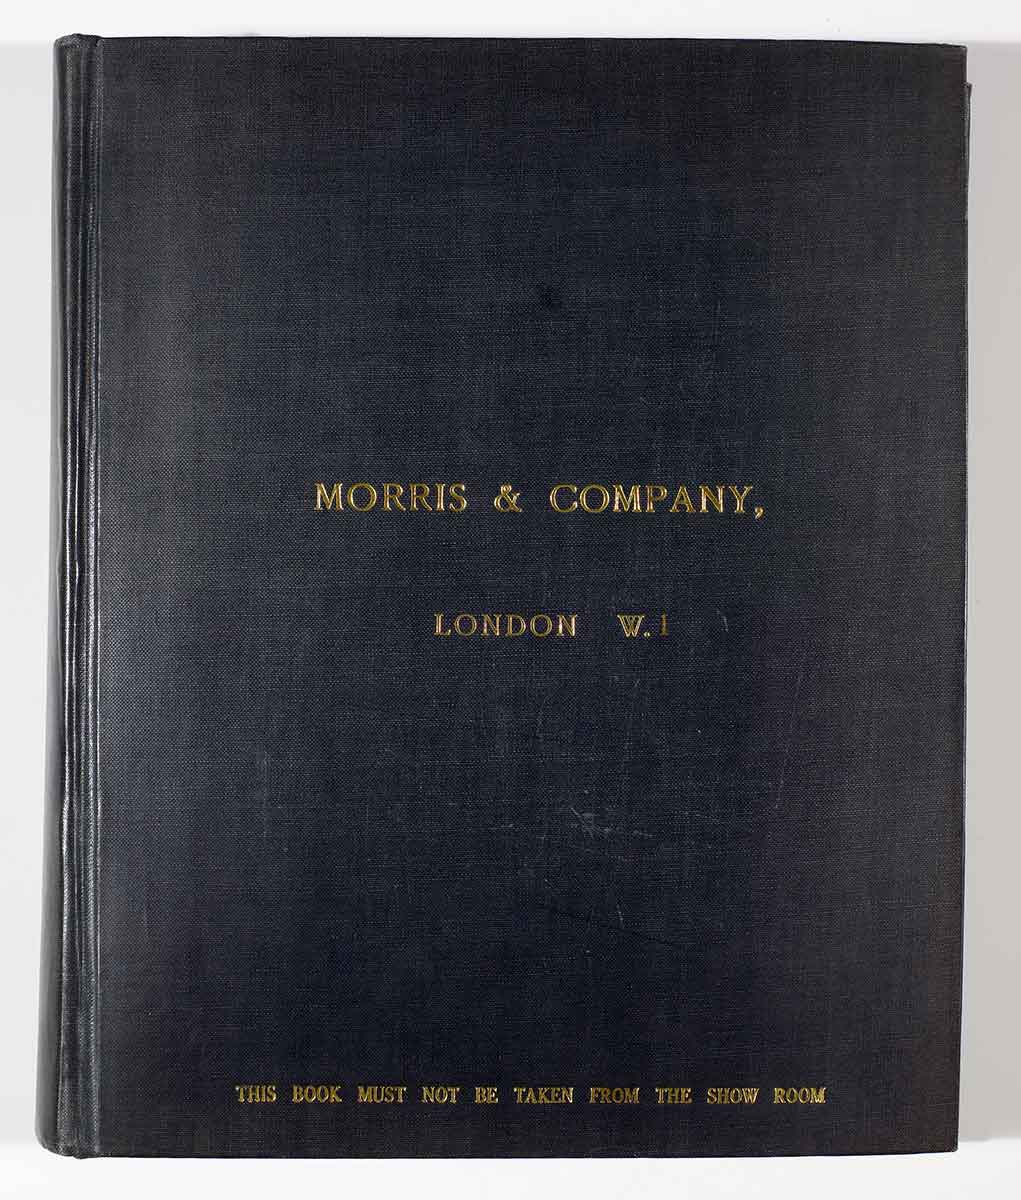 MORRIS & COMPANY,
LONDON W.1
THIS BOOK MUST NOT BE TAKEN FROM THE SHOW ROOM